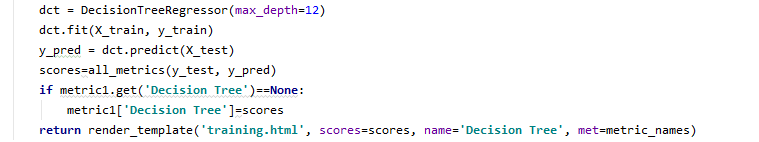 dct = DecisionTreeRegressor(max_depth=12)
dct.fit(X_train, y_train)
y_pred = dct.predict(X_test)
scores=all_metrics(y_test, y_pred)
if metric1.get('Decision Tree')==None:
    metric1['Decision Tree']=scores
return render_template('training.html', scores=scores, name='Decision Tree', met=metric_names)